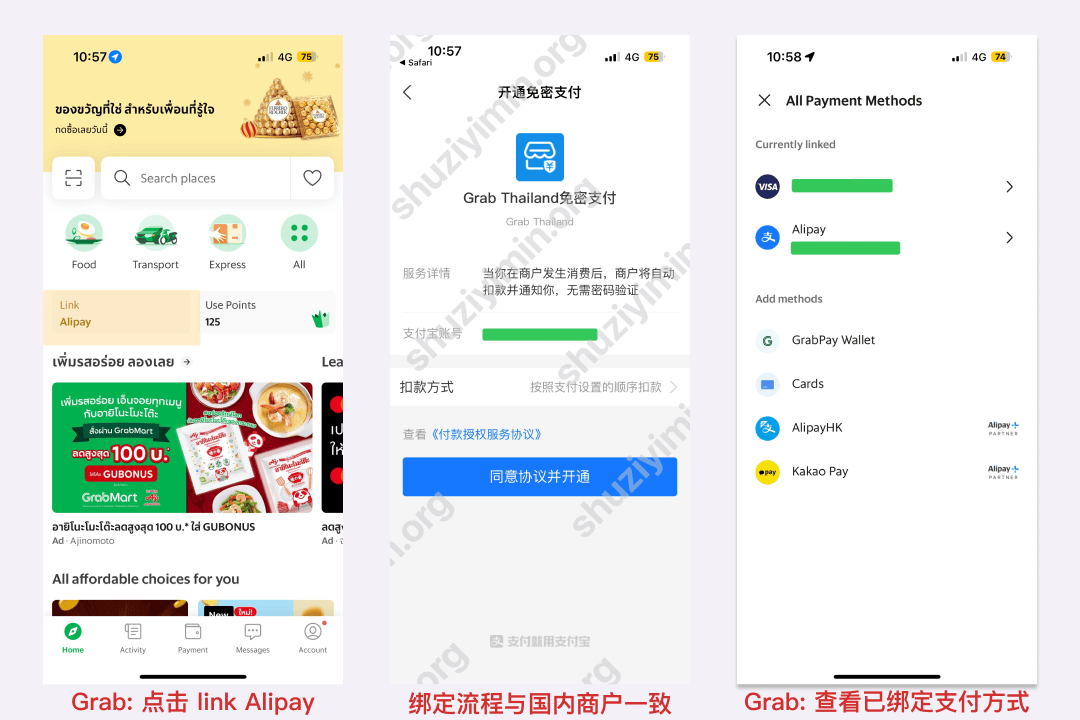 10:57
4G 75
ของขวัญที่ใช่ สำหรับเพื่อนที่รู้ใจ
กดซื้อเลยวันนี้
FERRERO
ROCHER
Search places
Food
Transport
Express
All
Link
Alipay
Use Points
125
เพิ่มรสอร่อย ลองเลย
Lea
เพิ่มรสอร่อย เอ็นจอยทุกเมนู
กับอายิโนะโมะโต๊ะ
สั่งผ่าน GrabMart
ลดสูงสุด 100 บ.*
GUBONUS
GrabMart
อายิโนะโมะโต๊ะลดสูงสุด 100 บ.* ใส่ GUBONUS
Ad · Ajinomoto
ลดสูง
Ad ·
All affordable choices for you
New
ใหม่!
Home
Activity
Payment
Messages
Account
Grab: 点击 link Alipay
10:57
Safari
4G 75
开通免密支付
Grab Thailand免密支付
Grab Thailand
服务详情
当你在商户发生消费后，商户将自动
扣款并通知你，无需密码验证
支付宝账号
扣款方式
按照支付设置的顺序扣款
查看《付款授权服务协议》
同意协议并开通
支付就用支付宝
shuziyimin.org
shuziyimin.org
shuziyimin.org
shuziyimin.org
绑定流程与国内商户一致
10:58
4G 74
All Payment Methods
Currently linked
VISA
Alipay
Add methods
GrabPay Wallet
Cards
AlipayHK
Alipay+
PARTNER
pay
Kakao Pay
Alipay+
PARTNER
Grab: 查看已绑定支付方式